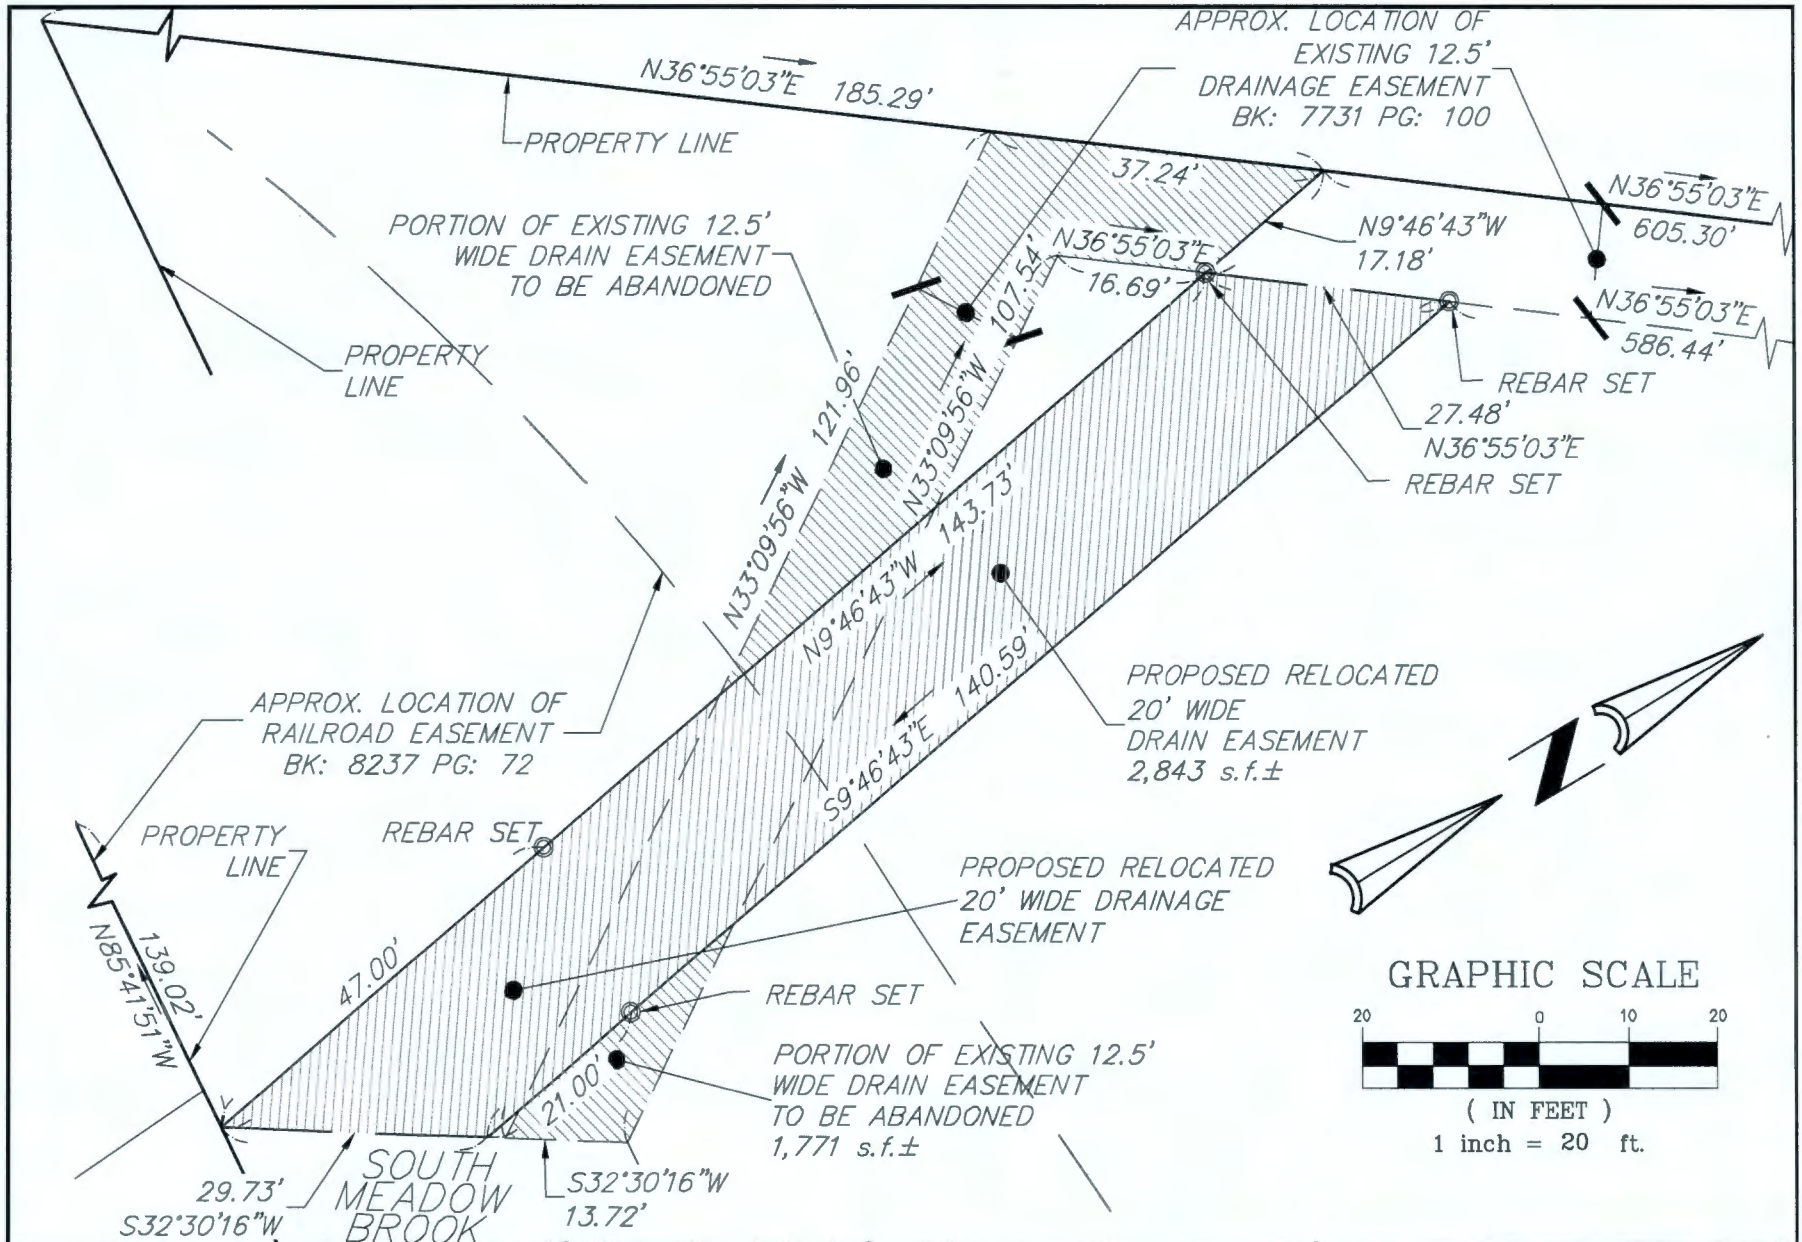 APPROX. LOCATION OF
EXISTING 12.5'
DRAINAGE EASEMENT
BK: 7731 PG: 100
N36°55'03"E 185.29'
PROPERTY LINE
37.24'
N36°55'03"E
605.30'
PORTION OF EXISTING 12.5'
WIDE DRAIN EASEMENT
TO BE ABANDONED
N36°55'03"E
16.69'
N9°46'43"W
17.18'
N36°55'03"E
586.44'
PROPERTY
LINE
REBAR SET
27.48'
N36°55'03"E
REBAR SET
N33°09'56"W 121.96'
N33°09'56"W 107.54'
N9°46'43"W 143.73'
S9°46'43"E 140.59'
PROPOSED RELOCATED
20' WIDE
DRAIN EASEMENT
2,843 s.f.±
APPROX. LOCATION OF
RAILROAD EASEMENT
BK: 8237 PG: 72
PROPERTY
LINE
REBAR SET
PROPOSED RELOCATED
20' WIDE DRAINAGE
EASEMENT
N
139.02'
N85°41'51"W
47.00'
REBAR SET
21.00'
PORTION OF EXISTING 12.5'
WIDE DRAIN EASEMENT
TO BE ABANDONED
1,771 s.f.±
GRAPHIC SCALE
20 0 10 20
( IN FEET )
1 inch = 20 ft.
29.73'
S32°30'16"W
SOUTH
MEADOW
BROOK
S32°30'16"W
13.72'